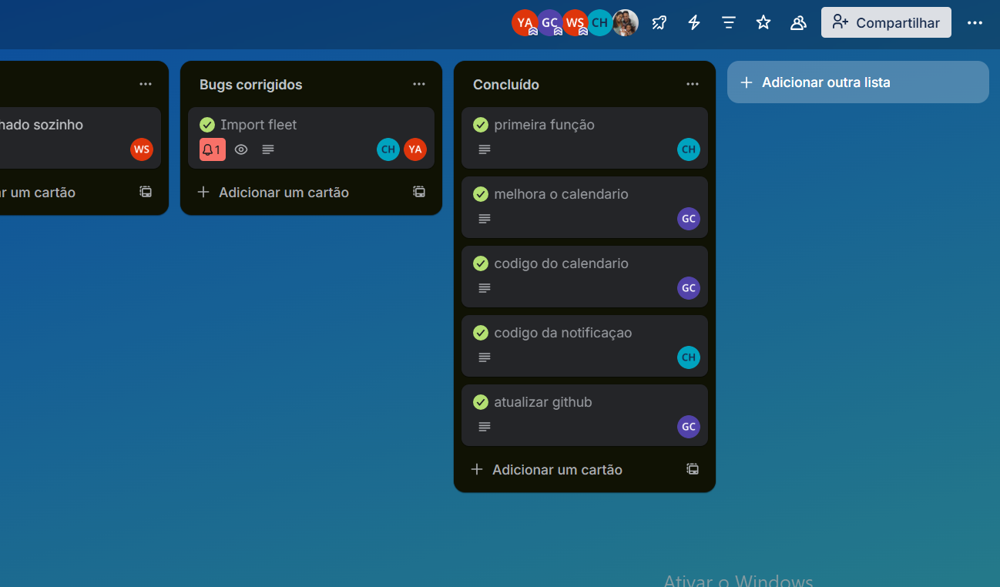 YA GC WS CH Compartilhar
hado sozinho
WS
r um cartão
Bugs corrigidos
Import fleet
1 CH YA
Adicionar um cartão
Concluído
primeira função
CH
melhora o calendario
GC
codigo do calendario
GC
codigo da notificaçao
CH
atualizar github
GC
Adicionar um cartão
Adicionar outra lista
Ativar o Windows